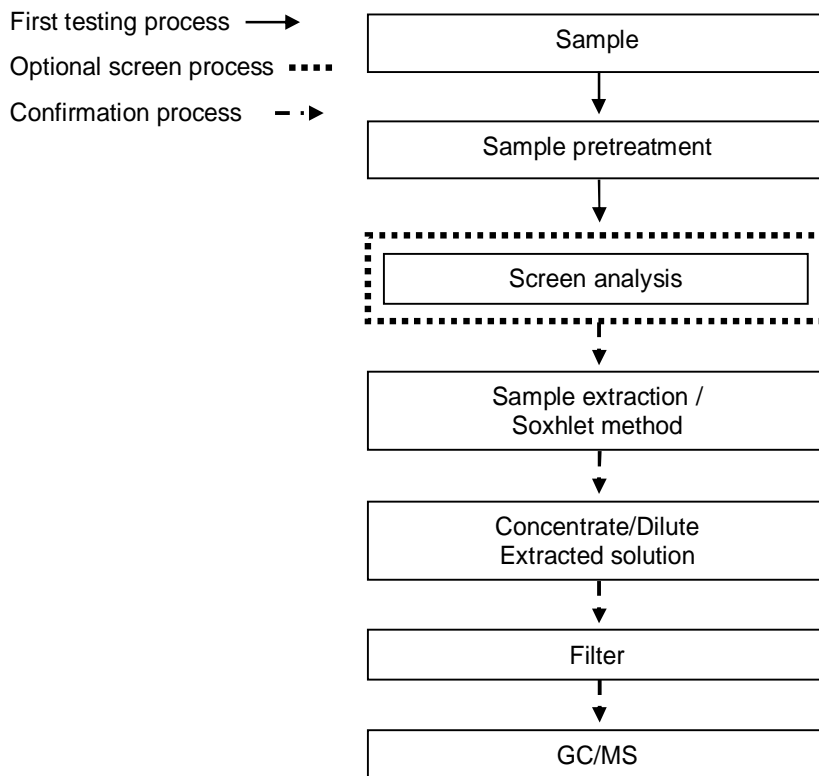 First testing process
Optional screen process
Confirmation process
Sample
Sample pretreatment
Screen analysis
Sample extraction /
Soxhlet method
Concentrate/Dilute
Extracted solution
Filter
GC/MS